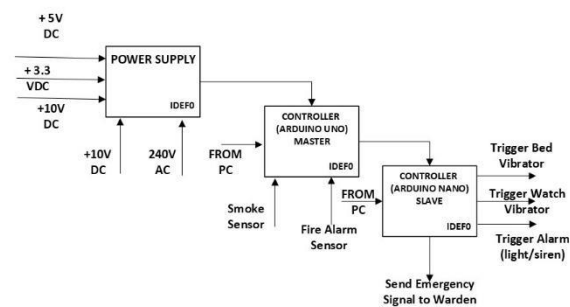 + 5V
DC
+ 3.3
VDC
+10V
DC
POWER SUPPLY
IDEF0
+10V
DC
240V
AC
CONTROLLER
(ARDUINO UNO)
MASTER
IDEF0
FROM
PC
Smoke
Sensor
Fire Alarm
Sensor
CONTROLLER
(ARDUINO NANO)
SLAVE
IDEF0
FROM
PC
Trigger Bed
Vibrator
Trigger Watch
Vibrator
Trigger Alarm
(light/siren)
Send Emergency
Signal to Warden